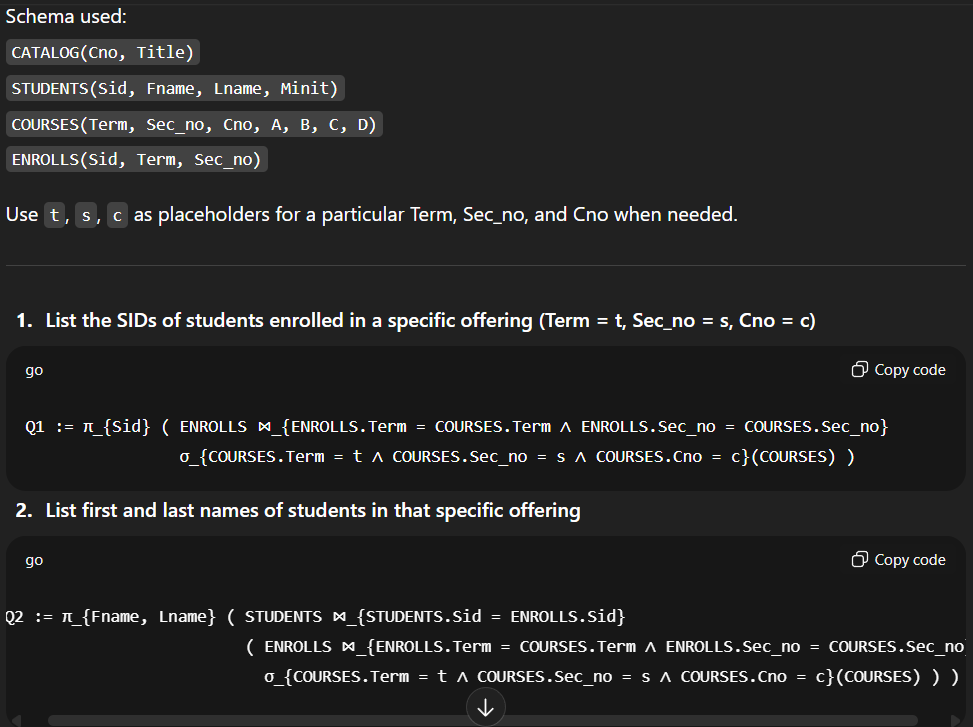 Schema used:
CATALOG(Cno, Title)
STUDENTS(Sid, Fname, Lname, Minit)
COURSES(Term, Sec_no, Cno, A, B, C, D)
ENROLLS(Sid, Term, Sec_no)
Use t, s, c as placeholders for a particular Term, Sec_no, and Cno when needed.
1. List the SIDs of students enrolled in a specific offering (Term = t, Sec_no = s, Cno = c)
go Copy code
Q1 := π_{Sid} ( ENROLLS ⋈_{ENROLLS.Term = COURSES.Term ∧ ENROLLS.Sec_no = COURSES.Sec_no}
σ_{COURSES.Term = t ∧ COURSES.Sec_no = s ∧ COURSES.Cno = c}(COURSES) )
2. List first and last names of students in that specific offering
go Copy code
Q2 := π_{Fname, Lname} ( STUDENTS ⋈_{STUDENTS.Sid = ENROLLS.Sid}
( ENROLLS ⋈_{ENROLLS.Term = COURSES.Term ∧ ENROLLS.Sec_no = COURSES.Sec_no
σ_{COURSES.Term = t ∧ COURSES.Sec_no = s ∧ COURSES.Cno = c}(COURSES) ) )